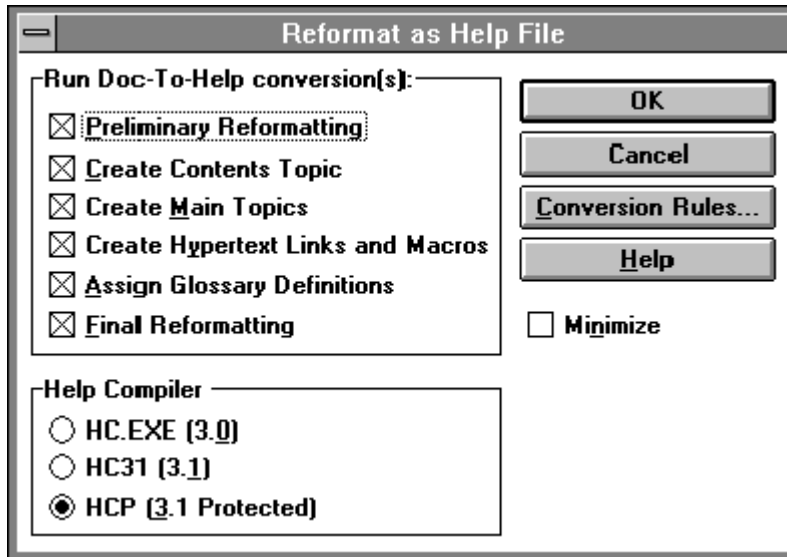 Reformat as Help File
Run Doc-To-Help conversion(s):
Preliminary Reformatting
Create Contents Topic
Create Main Topics
Create Hypertext Links and Macros
Assign Glossary Definitions
Final Reformatting
OK
Cancel
Conversion Rules...
Help
Minimize
Help Compiler
HC.EXE (3.0)
HC31 (3.1)
HCP (3.1 Protected)